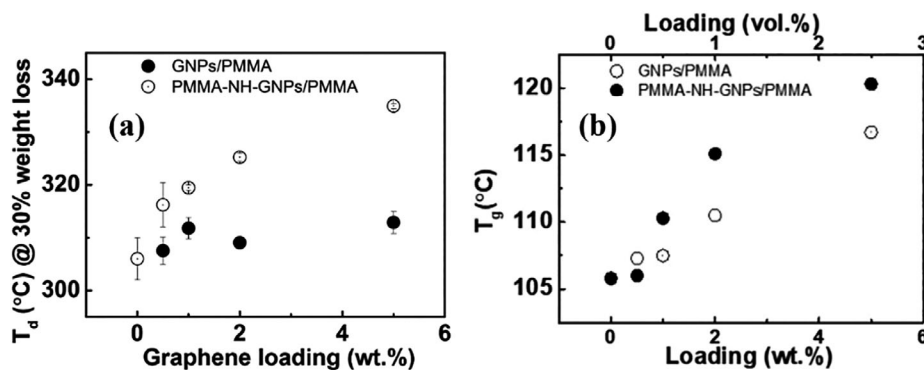 GNPs/PMMA
PMMA-NH-GNPs/PMMA
(a)
340
320
300
T_d (°C) @ 30% weight loss
0 2 4 6
Graphene loading (wt.%)
Loading (vol.%)
0 1 2 3
GNPs/PMMA
PMMA-NH-GNPs/PMMA
(b)
120
115
110
105
T_g(°C)
0 2 4 6
Loading (wt.%)